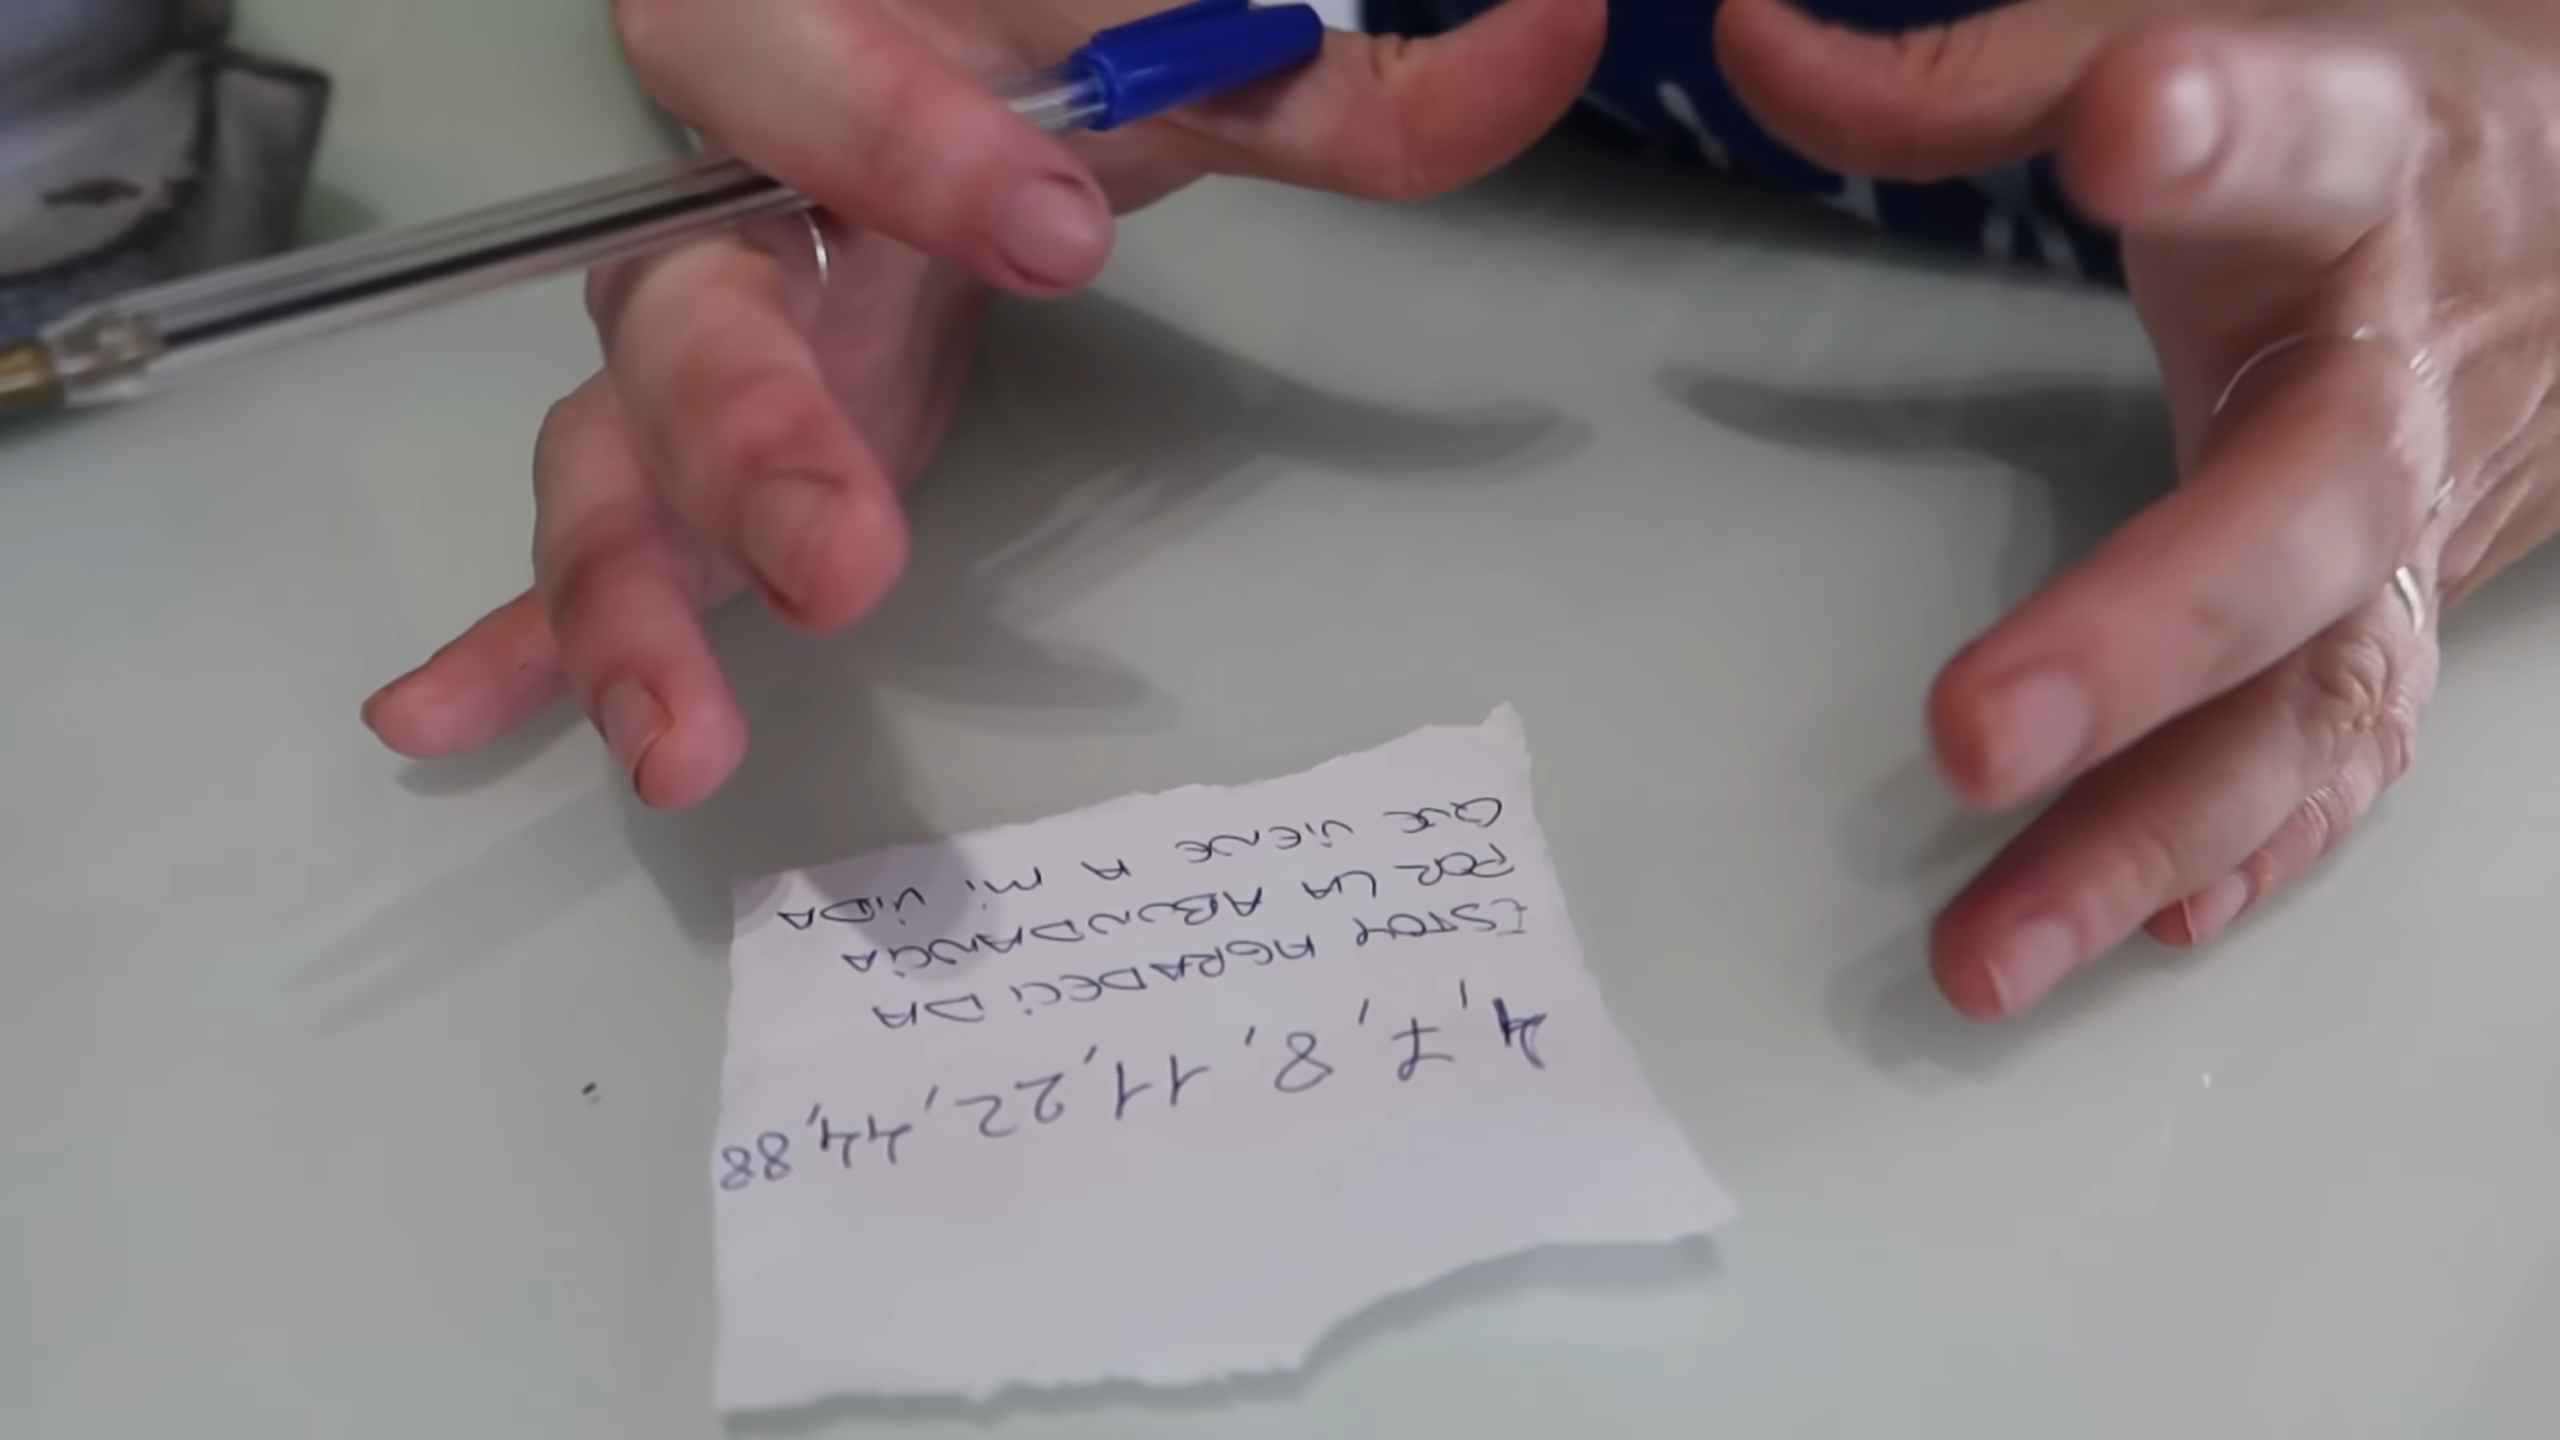 4, 7, 8, 11, 22, 44, 88
ESTOY AGRADECIDA
POR LA ABUNDANCIA
QUE VIENE A MI VIDA